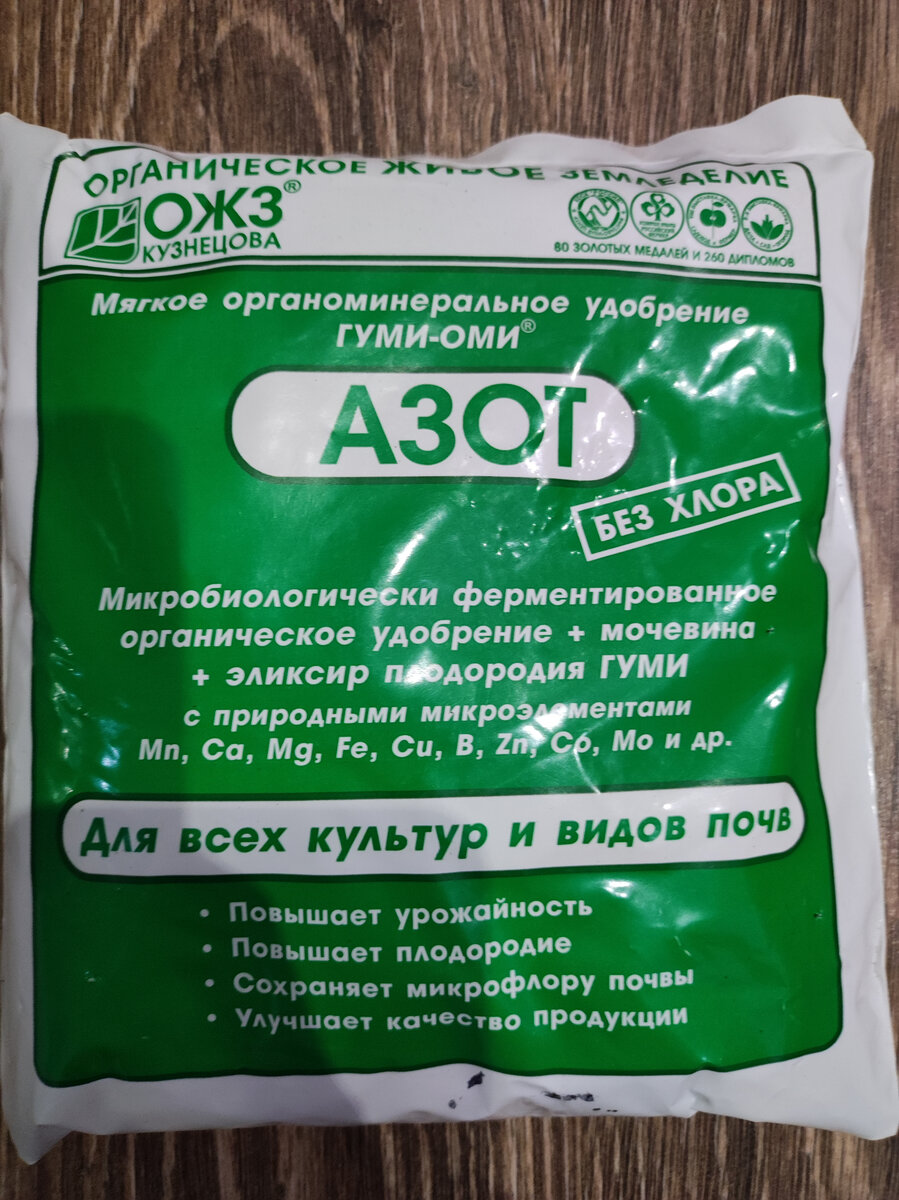 ОРГАНИЧЕСКОЕ ЖИВОЕ ЗЕМЛЕДЕЛИЕ
ОЖЗ®
КУЗНЕЦОВА
80 ЗОЛОТЫХ МЕДАЛЕЙ И 260 ДИПЛОМОВ
Мягкое органоминеральное удобрение
ГУМИ-ОМИ®
АЗОТ
БЕЗ ХЛОРА
Микробиологически ферментированное
органическое удобрение + мочевина
+ эликсир плодородия ГУМИ
с природными микроэлементами
Mn, Ca, Mg, Fe, Cu, B, Zn, Co, Mo и др.
Для всех культур и видов почв
• Повышает урожайность
• Повышает плодородие
• Сохраняет микрофлору почвы
• Улучшает качество продукции